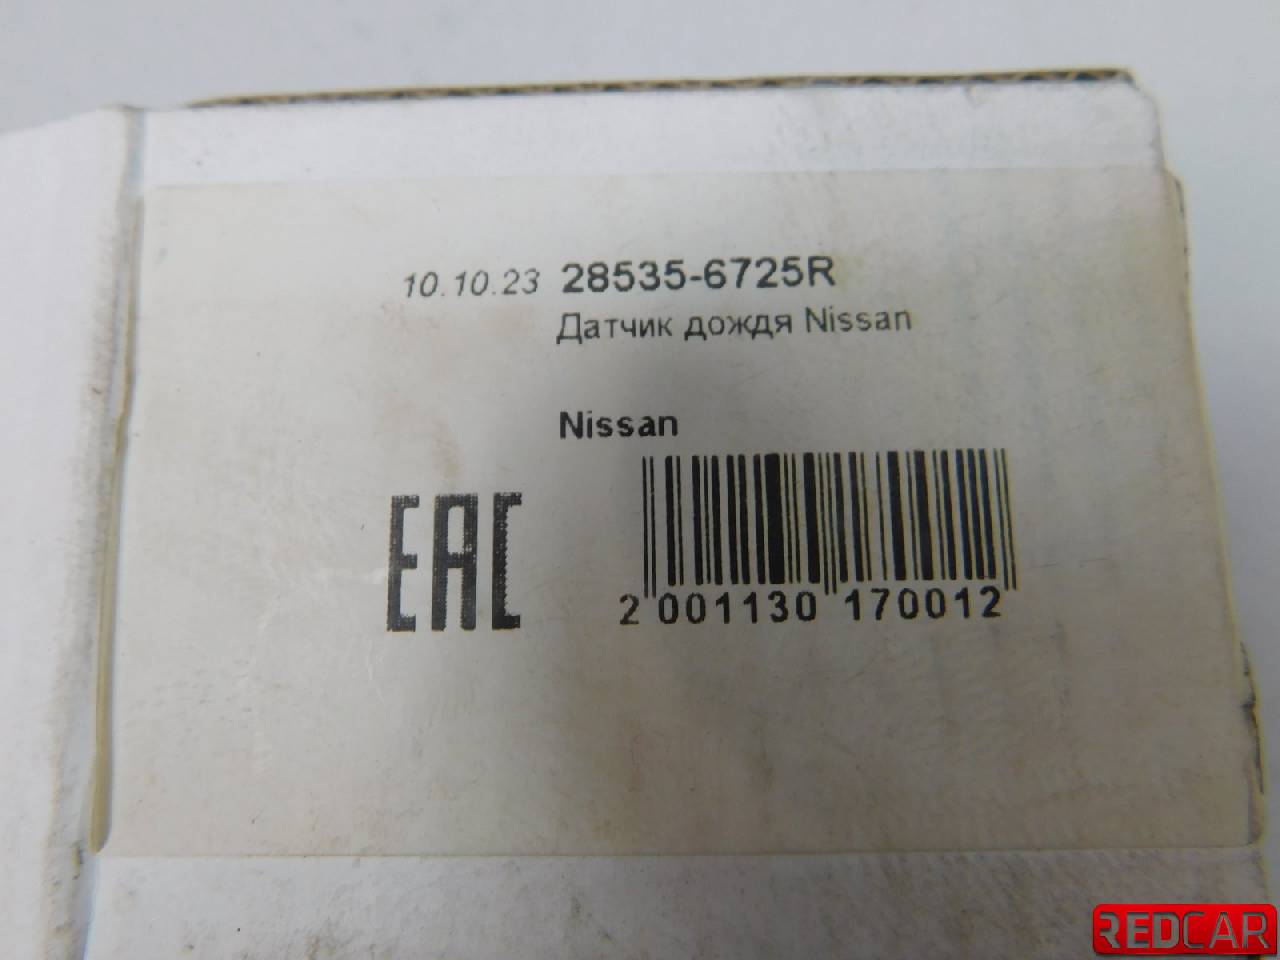 10.10.23 28535-6725R
Датчик дождя Nissan
Nissan
EAC
2 001130 170012
REDCAR